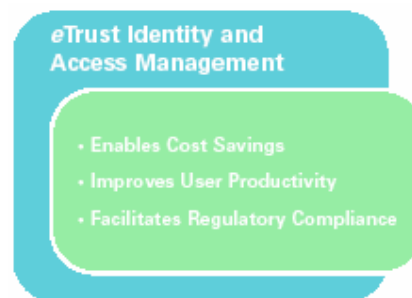 eTrust Identity and
Access Management
• Enables Cost Savings
• Improves User Productivity
• Facilitates Regulatory Compliance